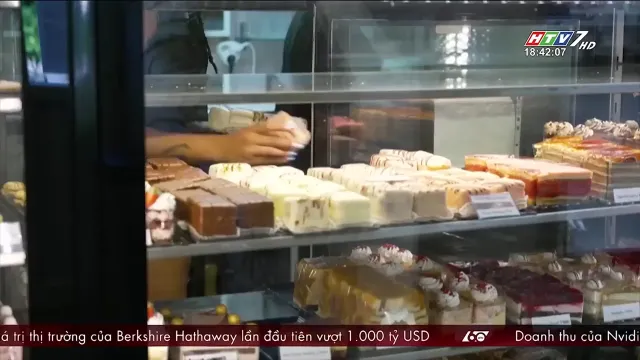 HTV7 HD
18:42:07
á trị thị trường của Berkshire Hathaway lần đầu tiên vượt 1.000 tỷ USD 60 Doanh thu của Nvidi